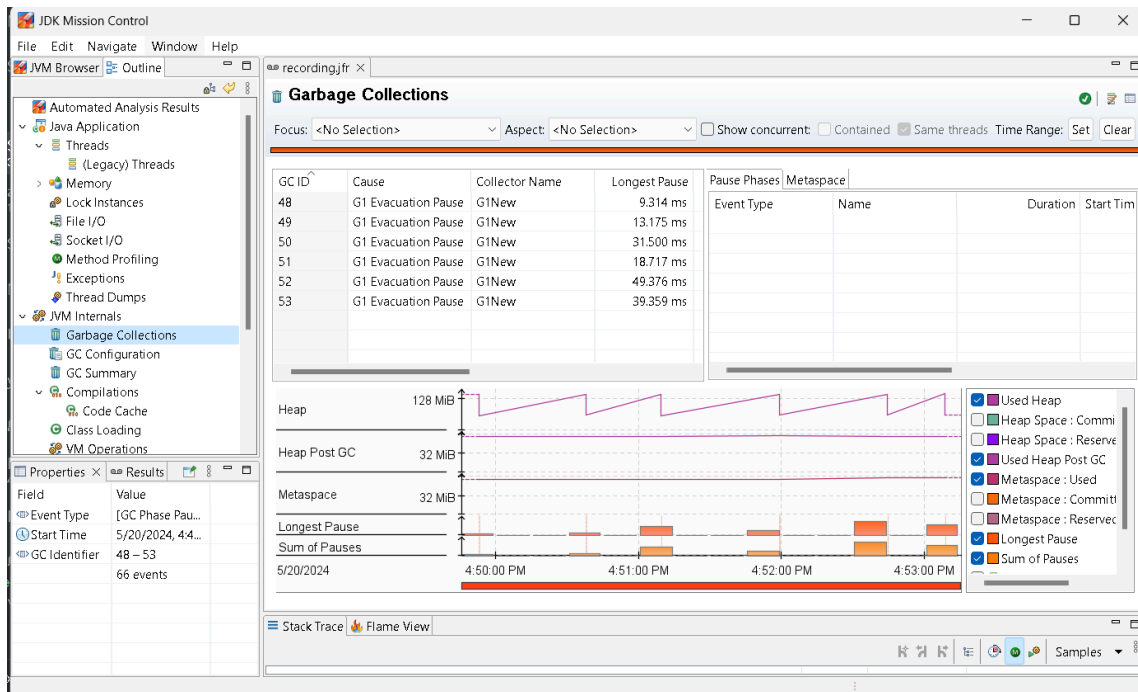 JDK Mission Control
File Edit Navigate Window Help
JVM Browser Outline
Automated Analysis Results
Java Application
Threads
(Legacy) Threads
Memory
Lock Instances
File I/O
Socket I/O
Method Profiling
Exceptions
Thread Dumps
JVM Internals
Garbage Collections
GC Configuration
GC Summary
Compilations
Code Cache
Class Loading
VM Operations
Properties Results
Field Value
Event Type [GC Phase Pau...
Start Time 5/20/2024, 4:4...
GC Identifier 48 – 53
66 events
recording.jfr
Garbage Collections
Focus: <No Selection> Aspect: <No Selection> Show concurrent: Contained Same threads Time Range: Set Clear
GC ID Cause Collector Name Longest Pause
48 G1 Evacuation Pause G1New 9.314 ms
49 G1 Evacuation Pause G1New 13.175 ms
50 G1 Evacuation Pause G1New 31.500 ms
51 G1 Evacuation Pause G1New 18.717 ms
52 G1 Evacuation Pause G1New 49.376 ms
53 G1 Evacuation Pause G1New 39.359 ms
Pause Phases Metaspace
Event Type Name Duration Start Tim
Heap 128 MiB
Heap Post GC 32 MiB
Metaspace 32 MiB
Longest Pause
Sum of Pauses
5/20/2024 4:50:00 PM 4:51:00 PM 4:52:00 PM 4:53:00 PM
Used Heap
Heap Space : Commi
Heap Space : Reserve
Used Heap Post GC
Metaspace : Used
Metaspace : Committ
Metaspace : Reserved
Longest Pause
Sum of Pauses
Stack Trace Flame View
Samples